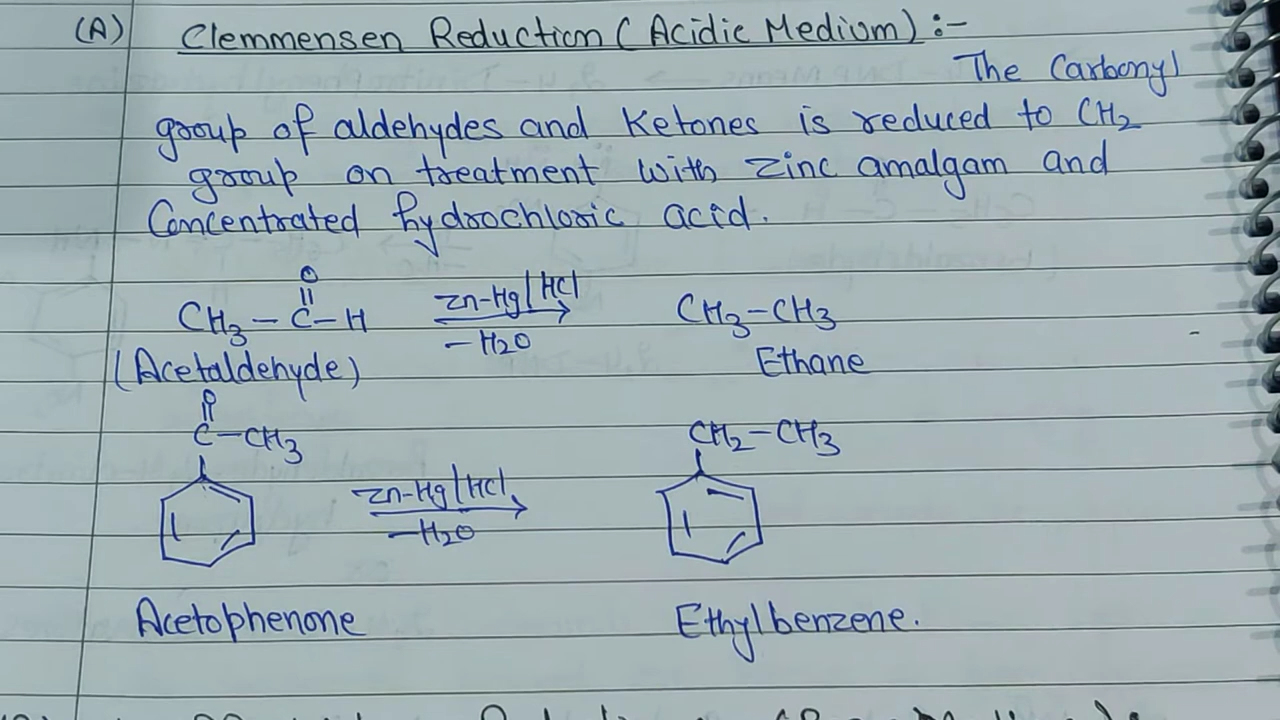 (A) Clemmensen Reduction (Acidic Medium) :-
The Carbonyl
group of aldehydes and Ketones is reduced to CH2
group on treatment with zinc amalgam and
Concentrated hydrochloric acid.
O
CH3 - C - H Zn-Hg | HCl CH3-CH3
- H2O
(Acetaldehyde) Ethane
O
C-CH3 CH2-CH3
Zn-Hg | HCl
-H2O
Acetophenone Ethylbenzene.